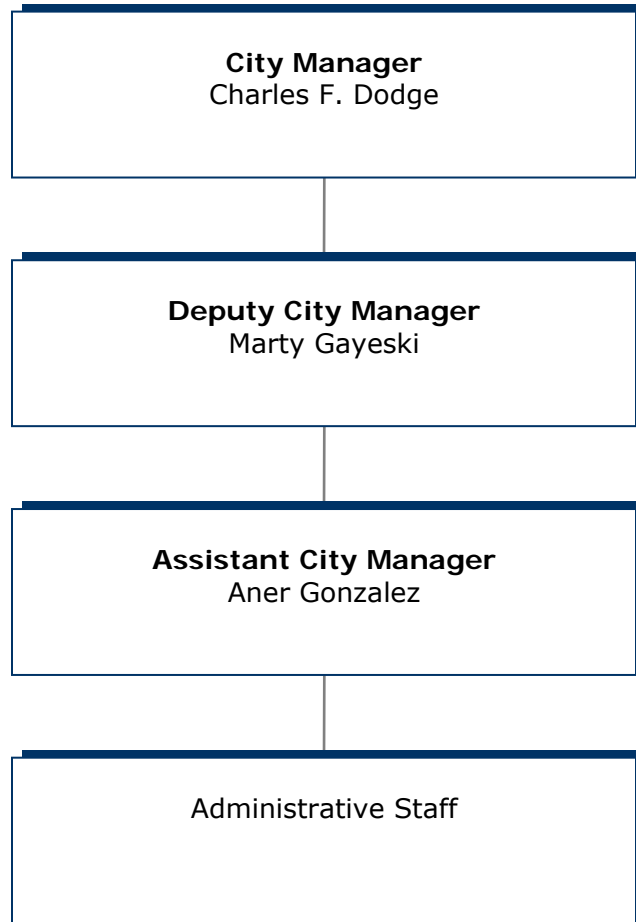 City Manager
Charles F. Dodge
Deputy City Manager
Marty Gayeski
Assistant City Manager
Aner Gonzalez
Administrative Staff